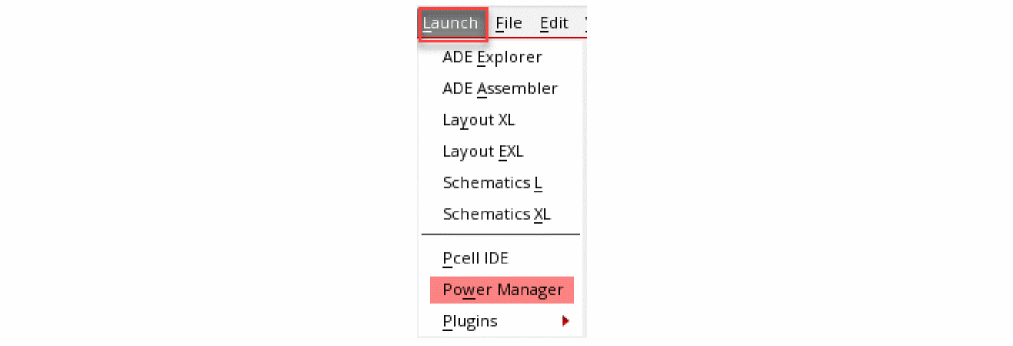 Launch File Edit
ADE Explorer
ADE Assembler
Layout XL
Layout EXL
Schematics L
Schematics XL
Pcell IDE
Power Manager
Plugins